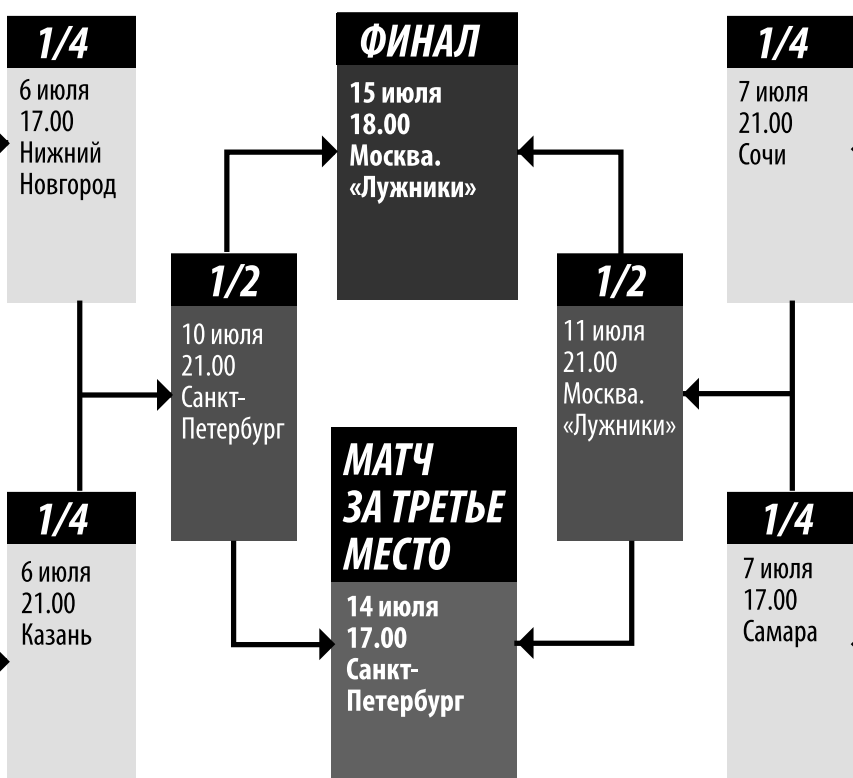 1/4
6 июля
17.00
Нижний
Новгород
ФИНАЛ
15 июля
18.00
Москва.
«Лужники»
1/4
7 июля
21.00
Сочи
1/2
10 июля
21.00
Санкт-
Петербург
1/2
11 июля
21.00
Москва.
«Лужники»
1/4
6 июля
21.00
Казань
МАТЧ
ЗА ТРЕТЬЕ
МЕСТО
14 июля
17.00
Санкт-
Петербург
1/4
7 июля
17.00
Самара